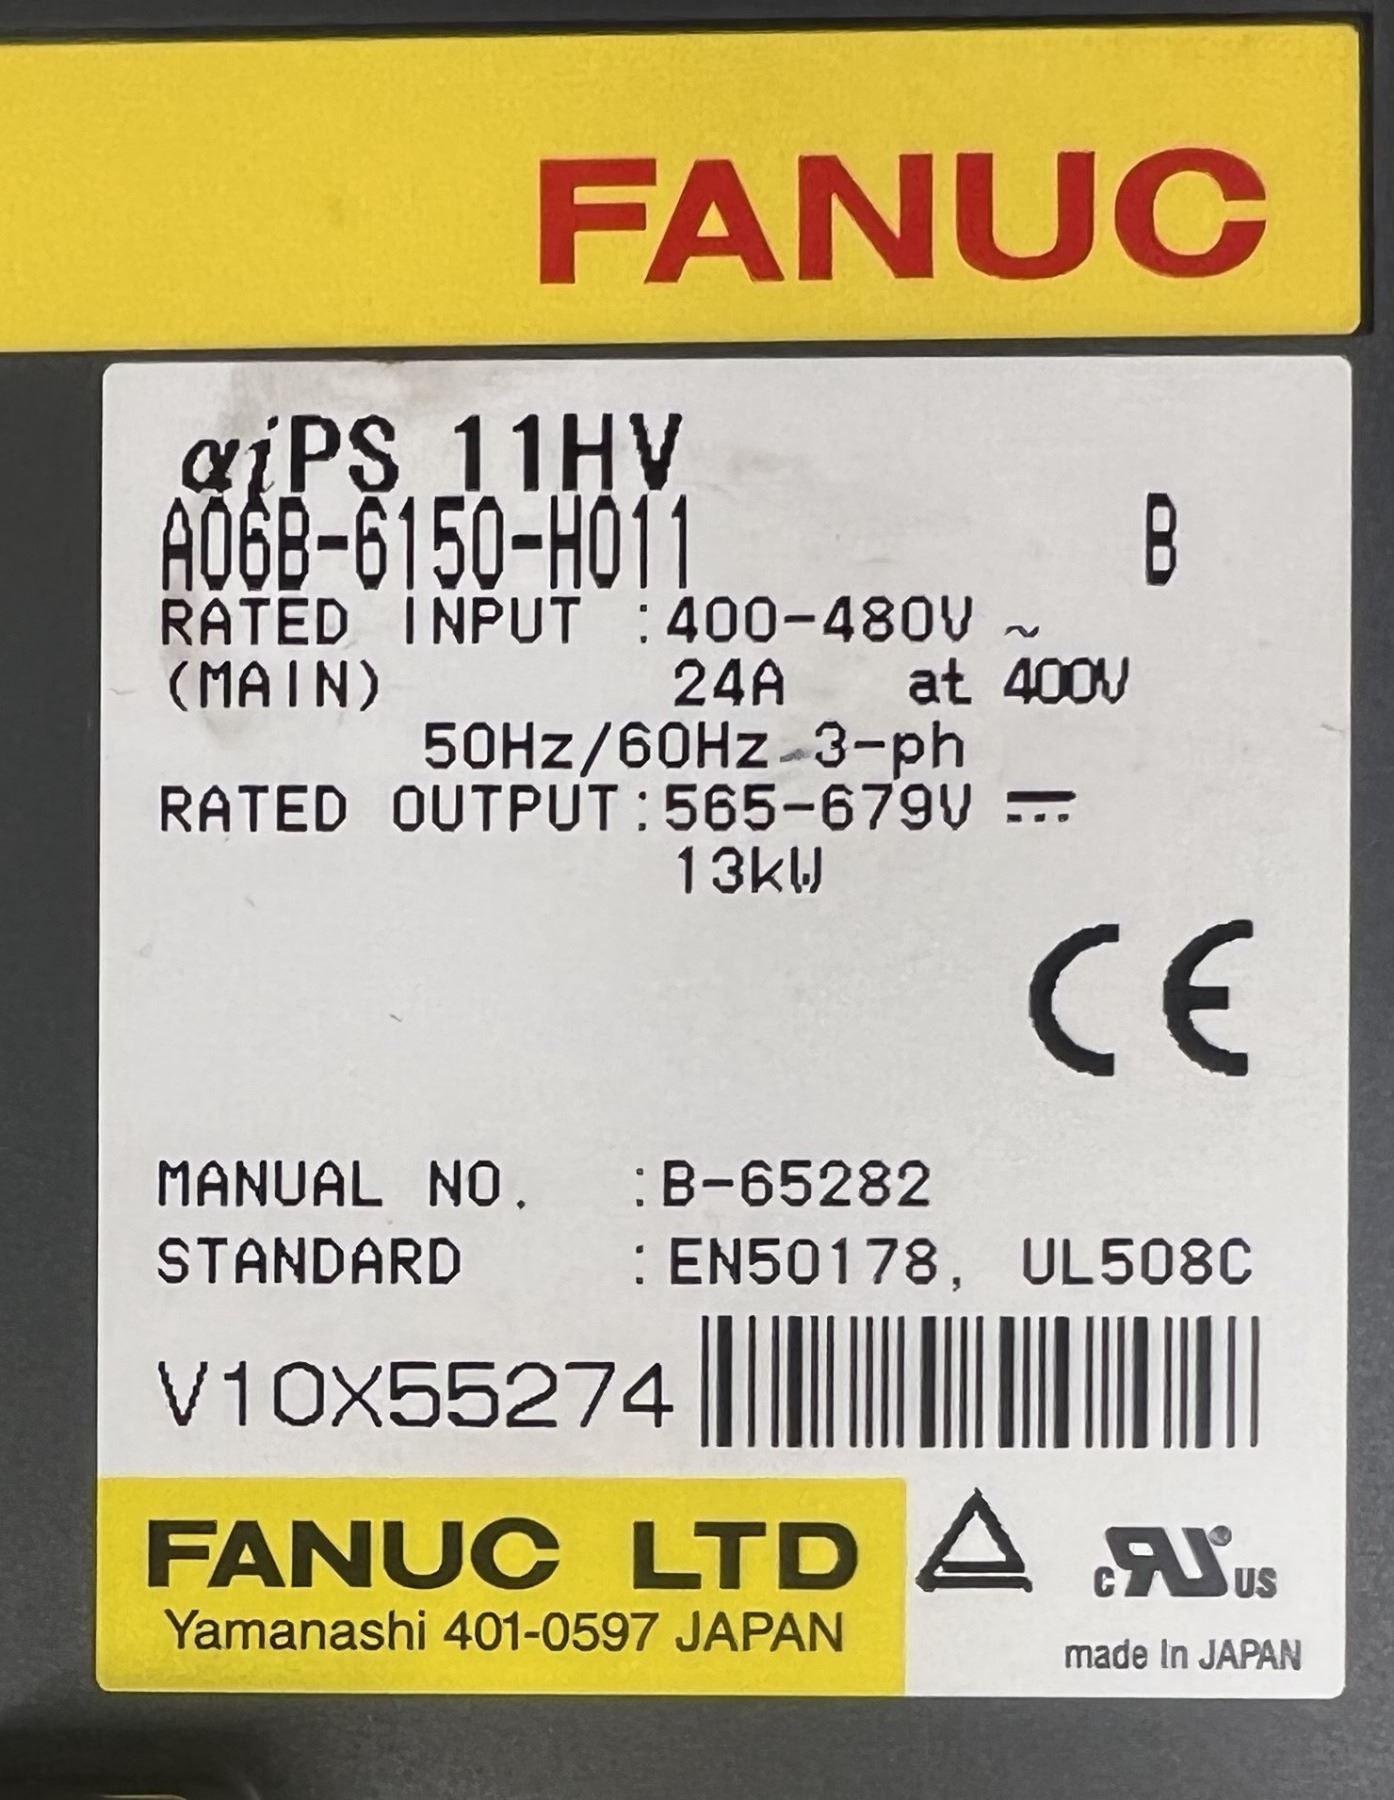 FANUC
αiPS 11HV
A06B-6150-H011 B
RATED INPUT :400-480V ~
(MAIN) 24A at 400V
50Hz/60Hz 3-ph
RATED OUTPUT:565-679V ⎓
13kW
CE
MANUAL NO. :B-65282
STANDARD :EN50178, UL508C
V10X55274
FANUC LTD
Yamanashi 401-0597 JAPAN
c RU US
made in JAPAN